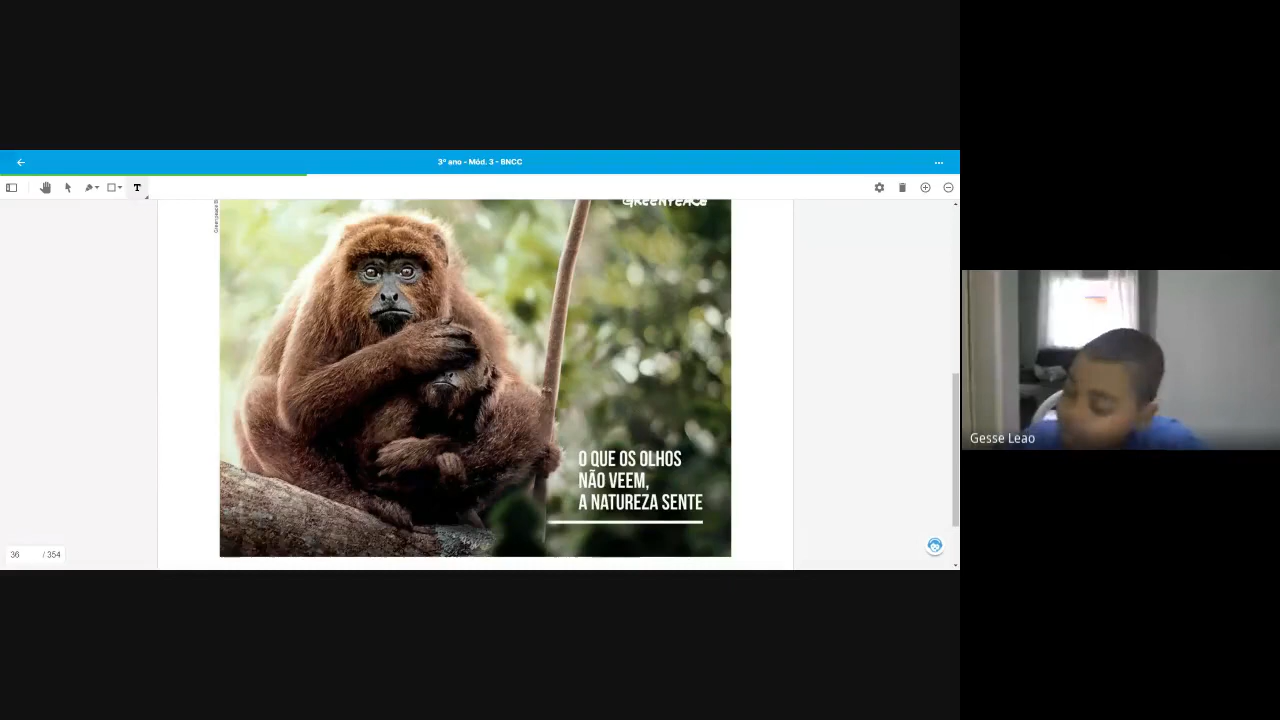 3º ano - Mód. 3 - BNCC
T
GREENPEACE
O QUE OS OLHOS
NÃO VEEM,
A NATUREZA SENTE
36 / 354
Gesse Leao